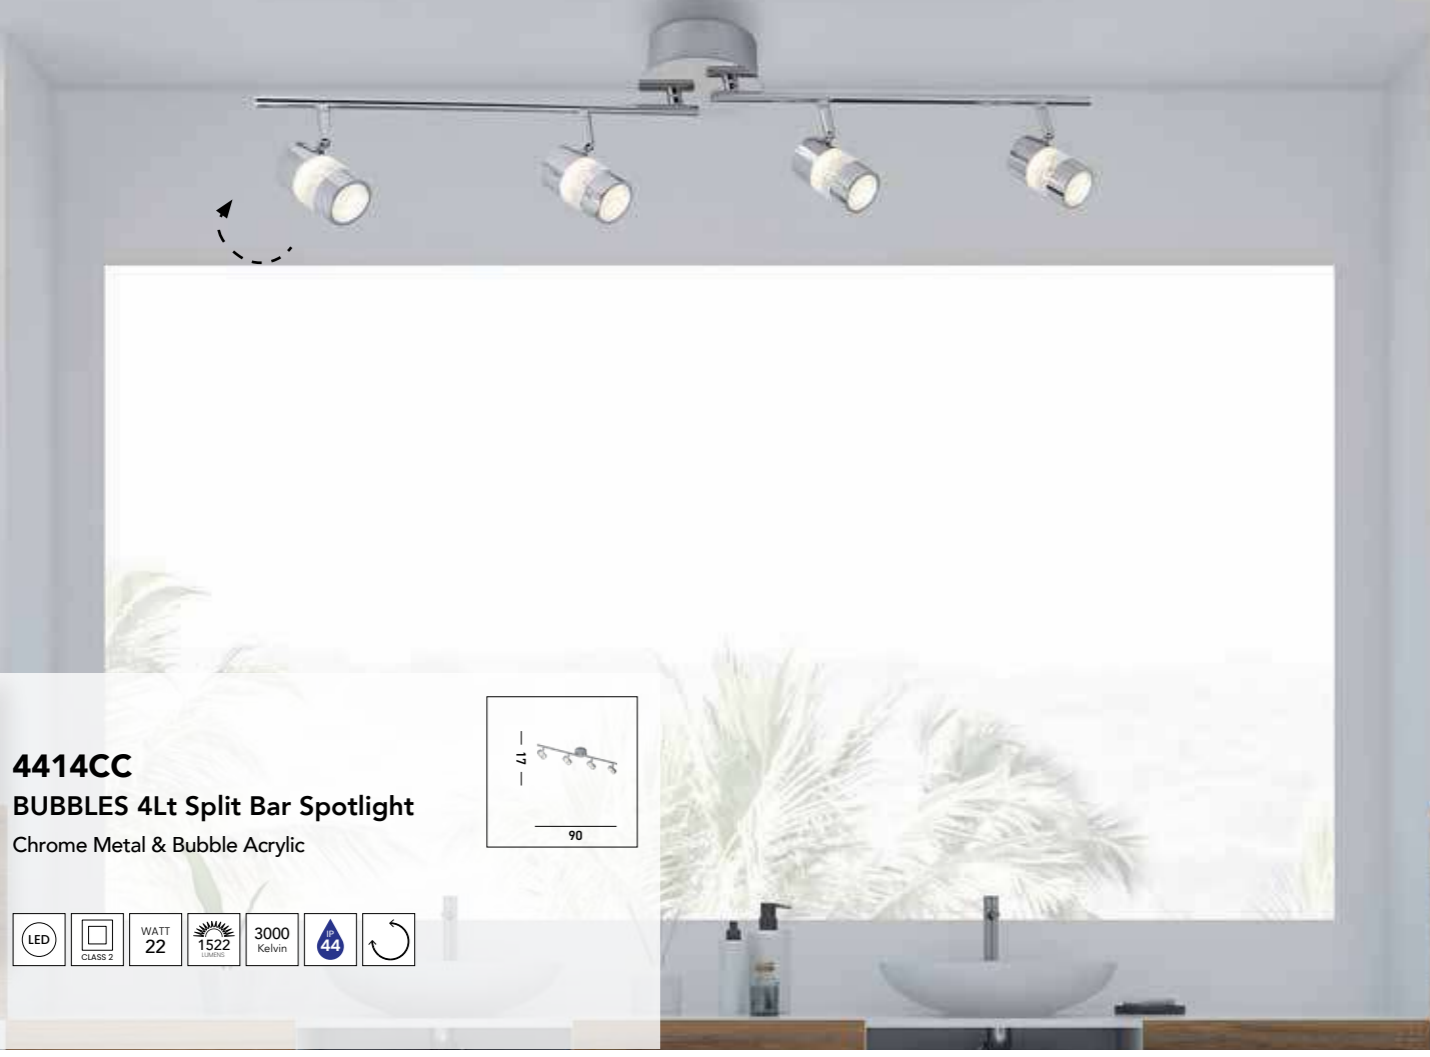 4414CC
BUBBLES 4Lt Split Bar Spotlight
Chrome Metal & Bubble Acrylic
17
90
LED
CLASS 2
WATT
22
1522
LUMENS
3000
Kelvin
IP
44